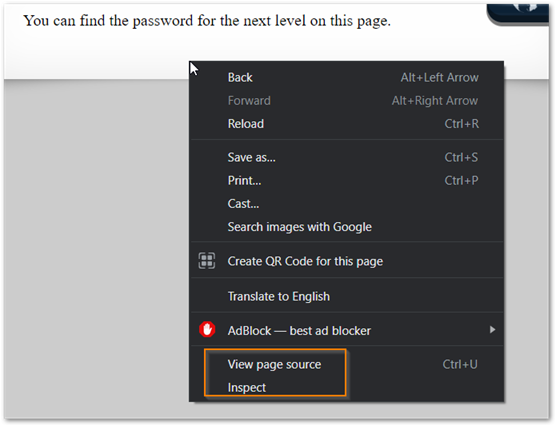 You can find the password for the next level on this page.
Back Alt+Left Arrow
Forward Alt+Right Arrow
Reload Ctrl+R
Save as... Ctrl+S
Print... Ctrl+P
Cast...
Search images with Google
Create QR Code for this page
Translate to English
AdBlock — best ad blocker
View page source Ctrl+U
Inspect